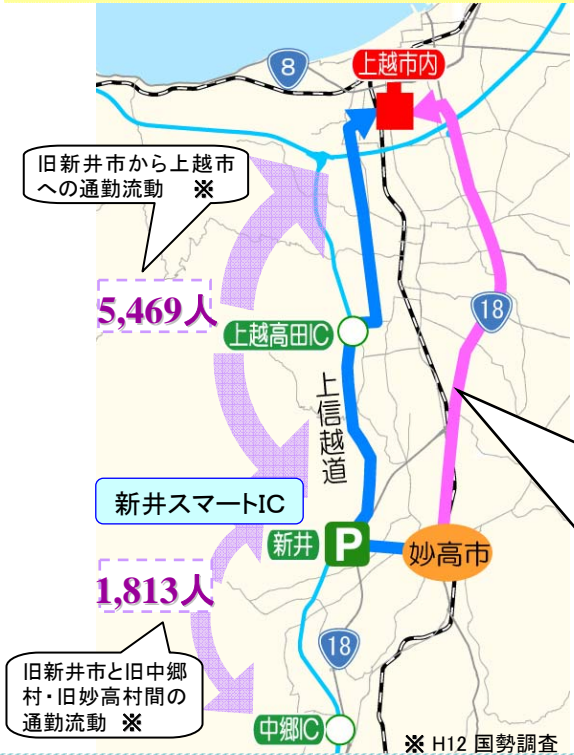 8
上越市内
旧新井市から上越市
への通勤流動 ※
5,469人
18
上越高田IC
上信越道
新井スマートIC
新井 P
妙高市
1,813人
18
旧新井市と旧中郷
村・旧妙高村間の
通勤流動 ※
中郷IC
※ H12 国勢調査